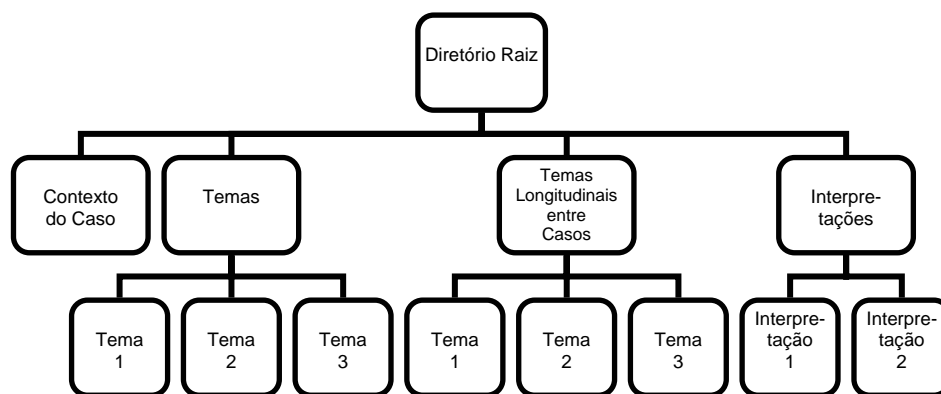 Diretório Raiz
Contexto
do Caso
Temas
Temas
Longitudinais
entre
Casos
Interpre-
tações
Tema
1
Tema
2
Tema
3
Tema
1
Tema
2
Tema
3
Interpre-
tação
1
Interpre-
tação
2